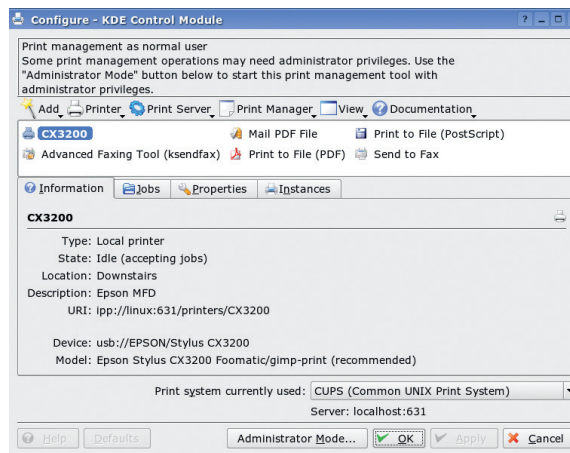 Configure - KDE Control Module
Print management as normal user
Some print management operations may need administrator privileges. Use the
"Administrator Mode" button below to start this print management tool with
administrator privileges.
Add Printer Print Server Print Manager View Documentation
CX3200 Mail PDF File Print to File (PostScript)
Advanced Faxing Tool (ksendfax) Print to File (PDF) Send to Fax
Information Jobs Properties Instances
CX3200
Type: Local printer
State: Idle (accepting jobs)
Location: Downstairs
Description: Epson MFD
URI: ipp://linux:631/printers/CX3200
Device: usb://EPSON/Stylus CX3200
Model: Epson Stylus CX3200 Foomatic/gimp-print (recommended)
Print system currently used: CUPS (Common UNIX Print System)
Server: localhost:631
Help Defaults Administrator Mode... OK Apply Cancel